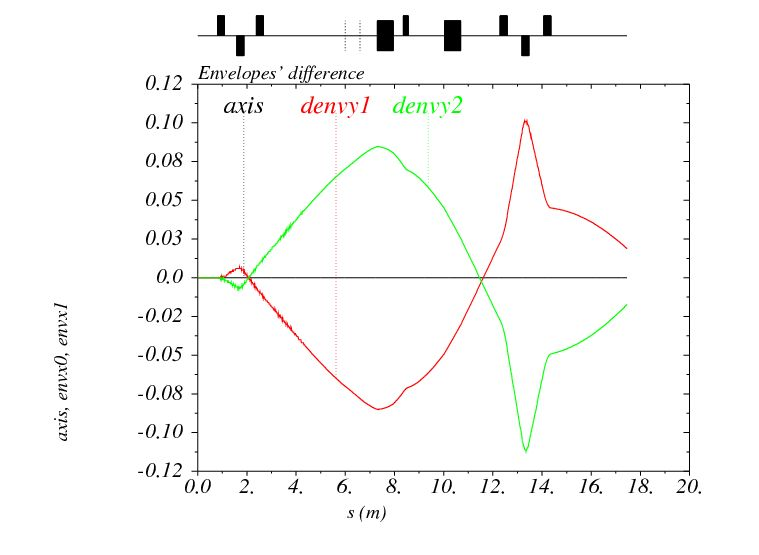 Envelopes' difference
0.12
axis denvy1 denvy2
0.10
0.08
0.05
0.03
0.0
-0.02
-0.05
-0.08
-0.10
-0.12
axis, envx0, envx1
0.0 2. 4. 6. 8. 10. 12. 14. 16. 18. 20.
s (m)